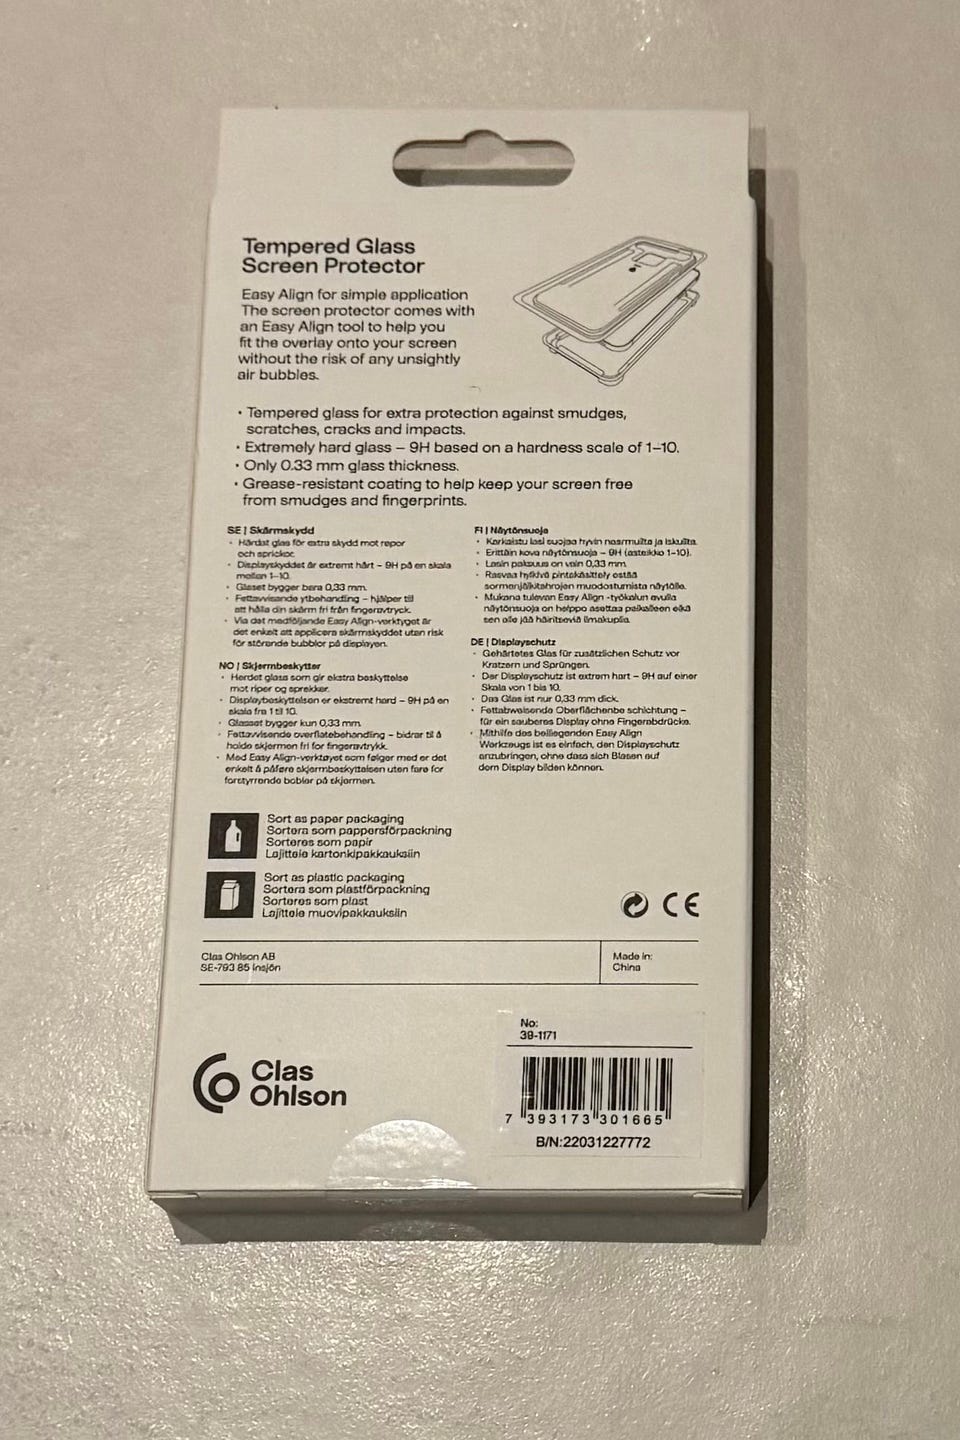 Tempered Glass
Screen Protector
Easy Align for simple application
The screen protector comes with
an Easy Align tool to help you
fit the overlay onto your screen
without the risk of any unsightly
air bubbles.
• Tempered glass for extra protection against smudges,
scratches, cracks and impacts.
• Extremely hard glass – 9H based on a hardness scale of 1–10.
• Only 0.33 mm glass thickness.
• Grease-resistant coating to help keep your screen free
from smudges and fingerprints.
SE | Skärmskydd
• Härdat glas för extra skydd mot repor
och sprickor.
• Displayskyddet är extremt hårt – 9H på en skala
mellan 1–10.
• Glaset bygger bara 0,33 mm.
• Fettavvisande ytbehandling – hjälper till
att hålla din skärm fri från fingeravtryck.
• Via det medföljande Easy Align-verktyget är
det enkelt att applicera skärmskyddet utan risk
för störande bubblor på displayen.
NO | Skjermbeskytter
• Herdet glass som gir ekstra beskyttelse
mot riper og sprekker.
• Displaybeskyttelsen er ekstremt hard – 9H på en
skala fra 1 til 10.
• Glasset bygger kun 0,33 mm.
• Fettavvisende overflatebehandling – bidrar til å
holde skjermen fri for fingeravtrykk.
• Med Easy Align-verktøyet som følger med er det
enkelt å påføre skjermbeskyttelsen uten fare for
forstyrrende bobler på skjermen.
FI | Näytönsuoja
• Karkaistu lasi suojaa hyvin naarmuilta ja iskuilta.
• Erittäin kova näytönsuoja – 9H (asteikko 1–10).
• Lasin paksuus on vain 0,33 mm.
• Rasvaa hylkivä pintakäsittely estää
sormenjälkitahrojen muodostumista näytölle.
• Mukana tulevan Easy Align -työkalun avulla
näytönsuoja on helppo asettaa paikalleen eikä
sen alle jää häiritseviä ilmakuplia.
DE | Displayschutz
• Gehärtetes Glas für zusätzlichen Schutz vor
Kratzern und Sprüngen.
• Der Displayschutz ist extrem hart – 9H auf einer
Skala von 1 bis 10.
• Das Glas ist nur 0,33 mm dick.
• Fettabweisende Oberflächenbe schichtung –
für ein sauberes Display ohne Fingerabdrücke.
• Mithilfe des beiliegenden Easy Align
Werkzeugs ist es einfach, den Displayschutz
anzubringen, ohne dass sich Blasen auf
dem Display bilden können.
Sort as paper packaging
Sortera som pappersförpackning
Sorteres som papir
Lajittele kartonkipakkauksiin
Sort as plastic packaging
Sortera som plastförpackning
Sorteres som plast
Lajittele muovipakkauksiin
CE
Clas Ohlson AB
SE-793 85 Insjön
Made in:
China
Clas
Ohlson
No:
39-1171
7 393173 301665
B/N:22031227772